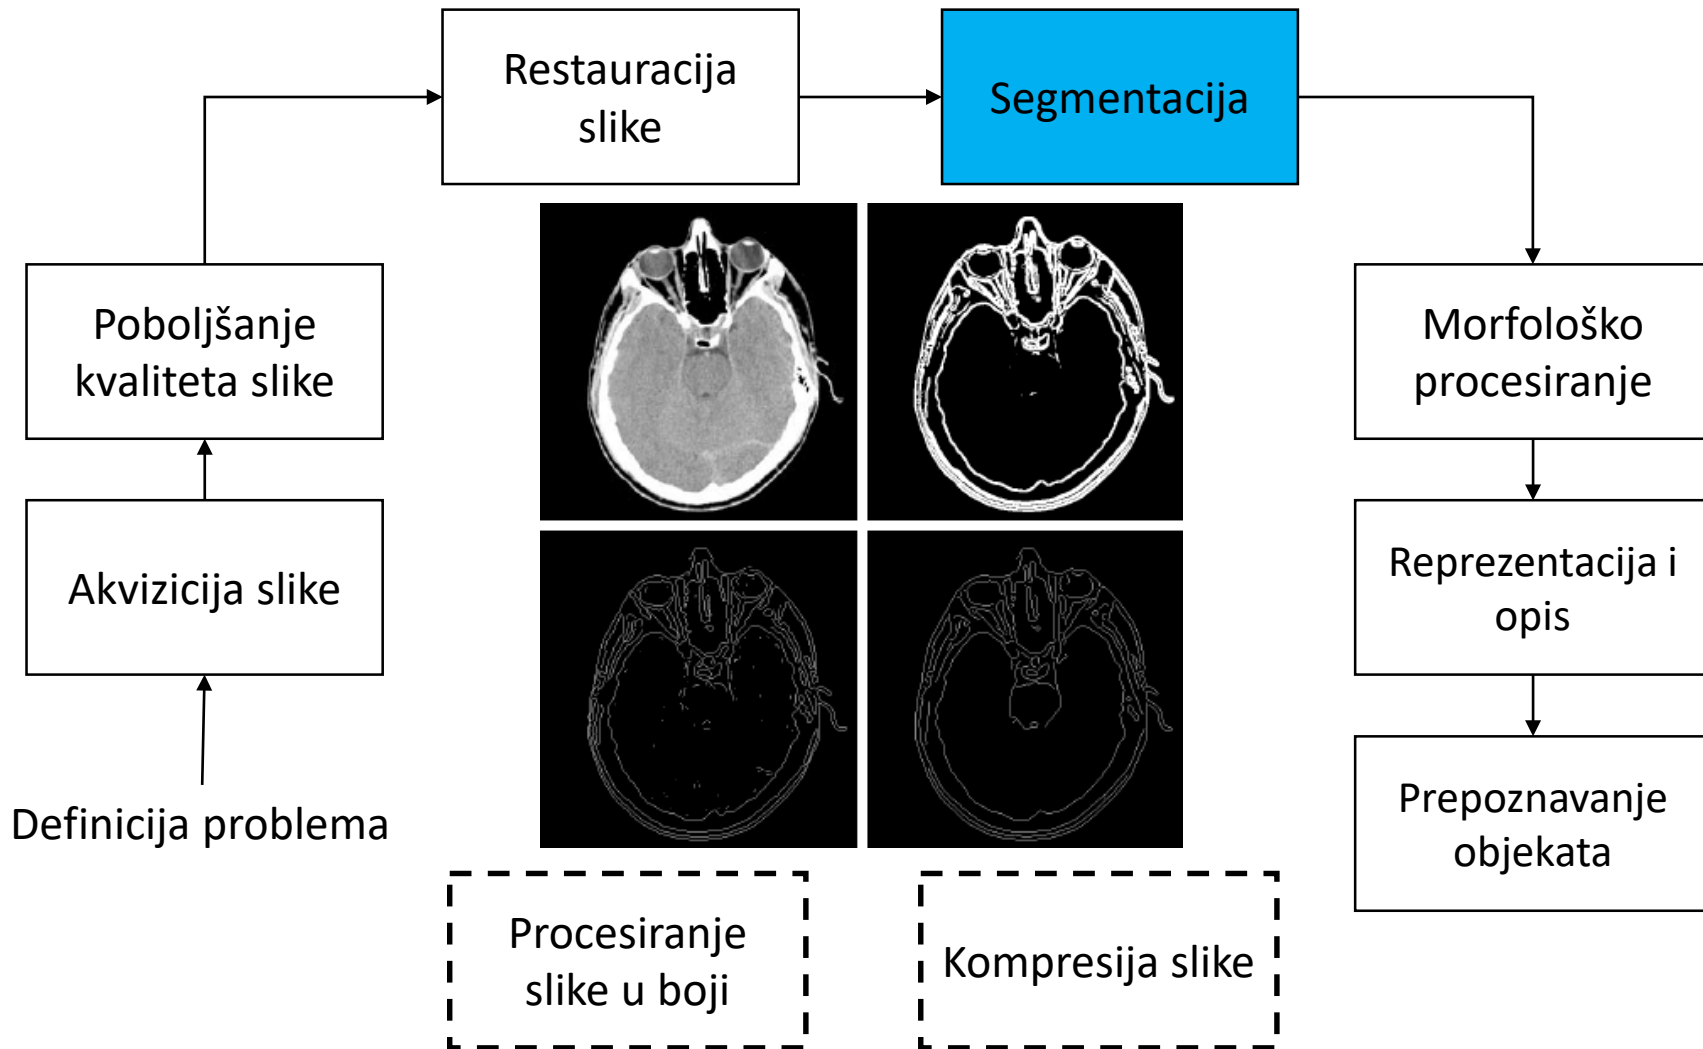 Restauracija
slike
Segmentacija
Poboljšanje
kvaliteta slike
Morfološko
procesiranje
Akvizicija slike
Reprezentacija i
opis
Definicija problema
Prepoznavanje
objekata
Procesiranje
slike u boji
Kompresija slike